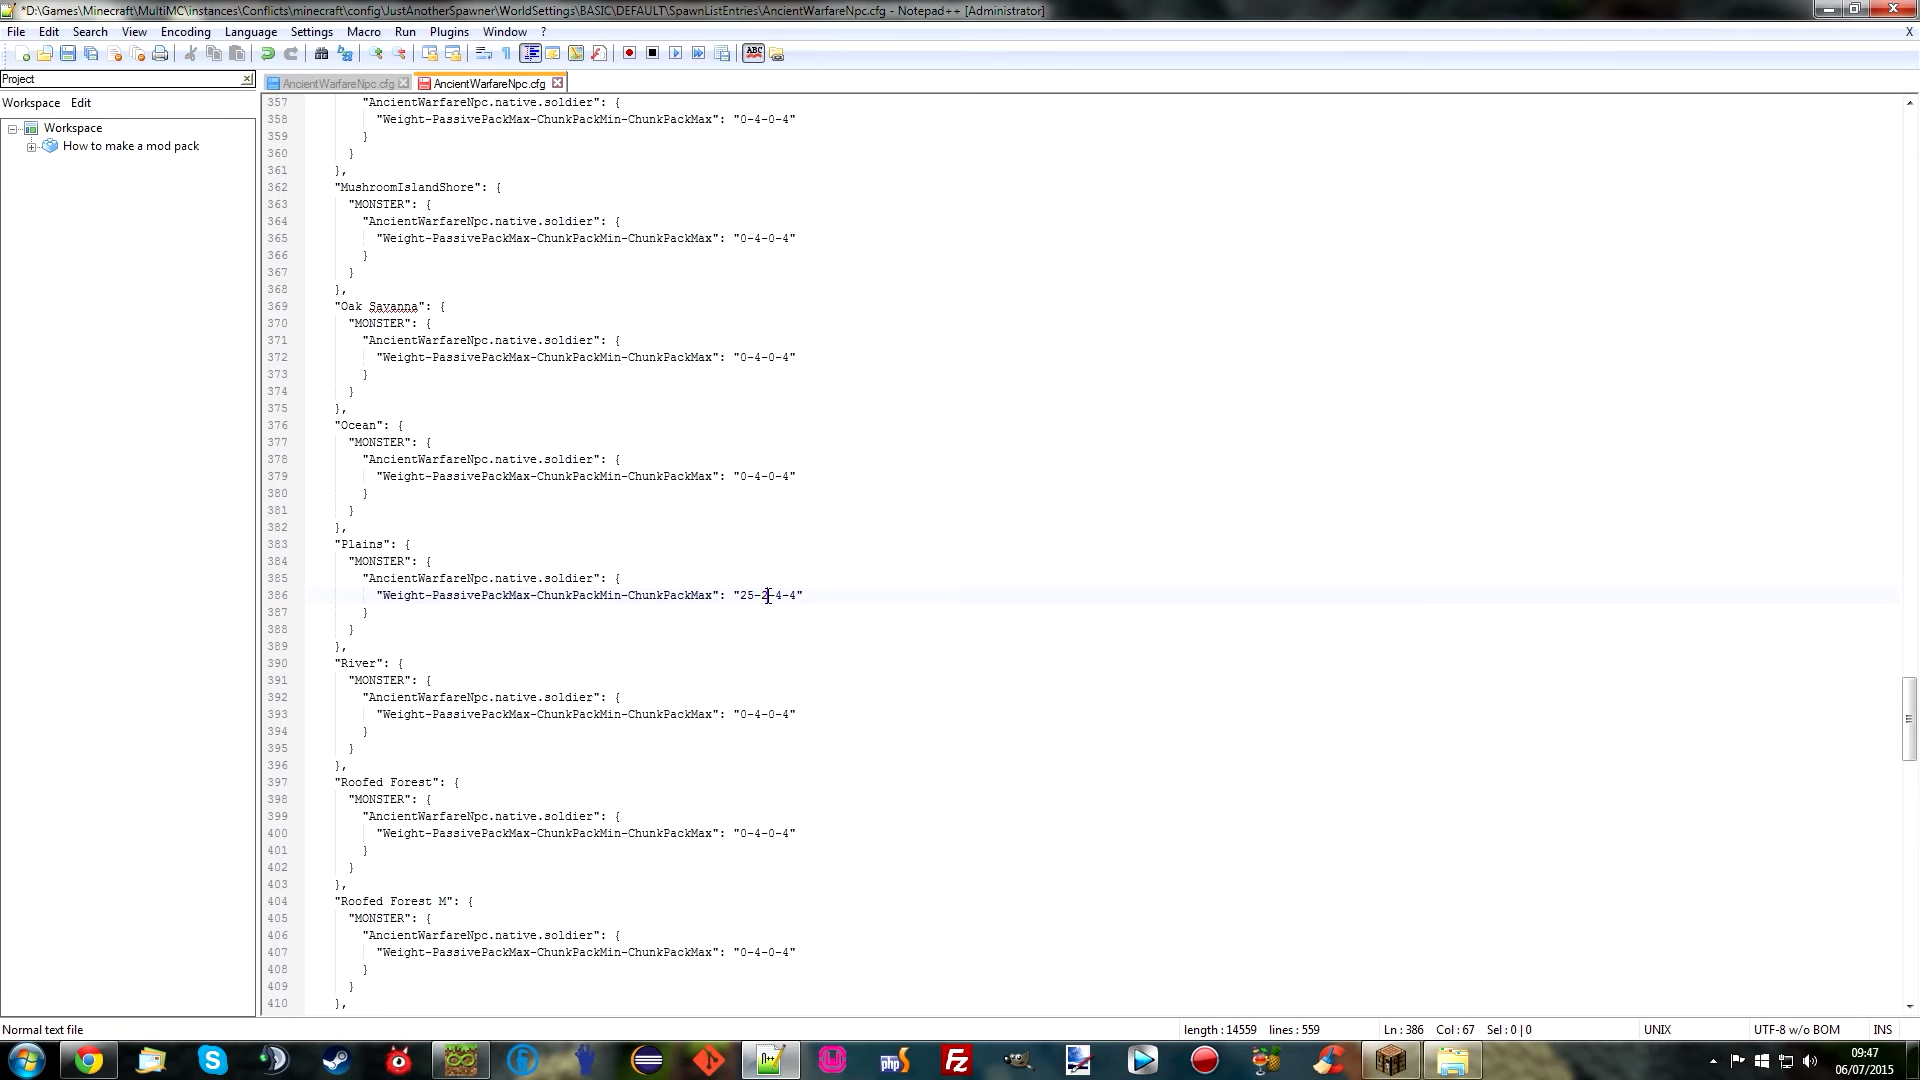 *D:\Games\Minecraft\MultiMC\instances\Conflicts\minecraft\config\JustAnotherSpawner\WorldSettings\BASIC\DEFAULT\SpawnListEntries\AncientWarfareNpc.cfg - Notepad++ [Administrator]
File Edit Search View Encoding Language Settings Macro Run Plugins Window ? X
Project
AncientWarfareNpc.cfg AncientWarfareNpc.cfg
Workspace Edit
Workspace
How to make a mod pack
357 "AncientWarfareNpc.native.soldier": {
358 "Weight-PassivePackMax-ChunkPackMin-ChunkPackMax": "0-4-0-4"
359 }
360 }
361 },
362 "MushroomIslandShore": {
363 "MONSTER": {
364 "AncientWarfareNpc.native.soldier": {
365 "Weight-PassivePackMax-ChunkPackMin-ChunkPackMax": "0-4-0-4"
366 }
367 }
368 },
369 "Oak Savanna": {
370 "MONSTER": {
371 "AncientWarfareNpc.native.soldier": {
372 "Weight-PassivePackMax-ChunkPackMin-ChunkPackMax": "0-4-0-4"
373 }
374 }
375 },
376 "Ocean": {
377 "MONSTER": {
378 "AncientWarfareNpc.native.soldier": {
379 "Weight-PassivePackMax-ChunkPackMin-ChunkPackMax": "0-4-0-4"
380 }
381 }
382 },
383 "Plains": {
384 "MONSTER": {
385 "AncientWarfareNpc.native.soldier": {
386 "Weight-PassivePackMax-ChunkPackMin-ChunkPackMax": "25-2-4-4"
387 }
388 }
389 },
390 "River": {
391 "MONSTER": {
392 "AncientWarfareNpc.native.soldier": {
393 "Weight-PassivePackMax-ChunkPackMin-ChunkPackMax": "0-4-0-4"
394 }
395 }
396 },
397 "Roofed Forest": {
398 "MONSTER": {
399 "AncientWarfareNpc.native.soldier": {
400 "Weight-PassivePackMax-ChunkPackMin-ChunkPackMax": "0-4-0-4"
401 }
402 }
403 },
404 "Roofed Forest M": {
405 "MONSTER": {
406 "AncientWarfareNpc.native.soldier": {
407 "Weight-PassivePackMax-ChunkPackMin-ChunkPackMax": "0-4-0-4"
408 }
409 }
410 },
Normal text file length : 14559 lines : 559 Ln : 386 Col : 67 Sel : 0 | 0 UNIX UTF-8 w/o BOM INS
09:47
06/07/2015